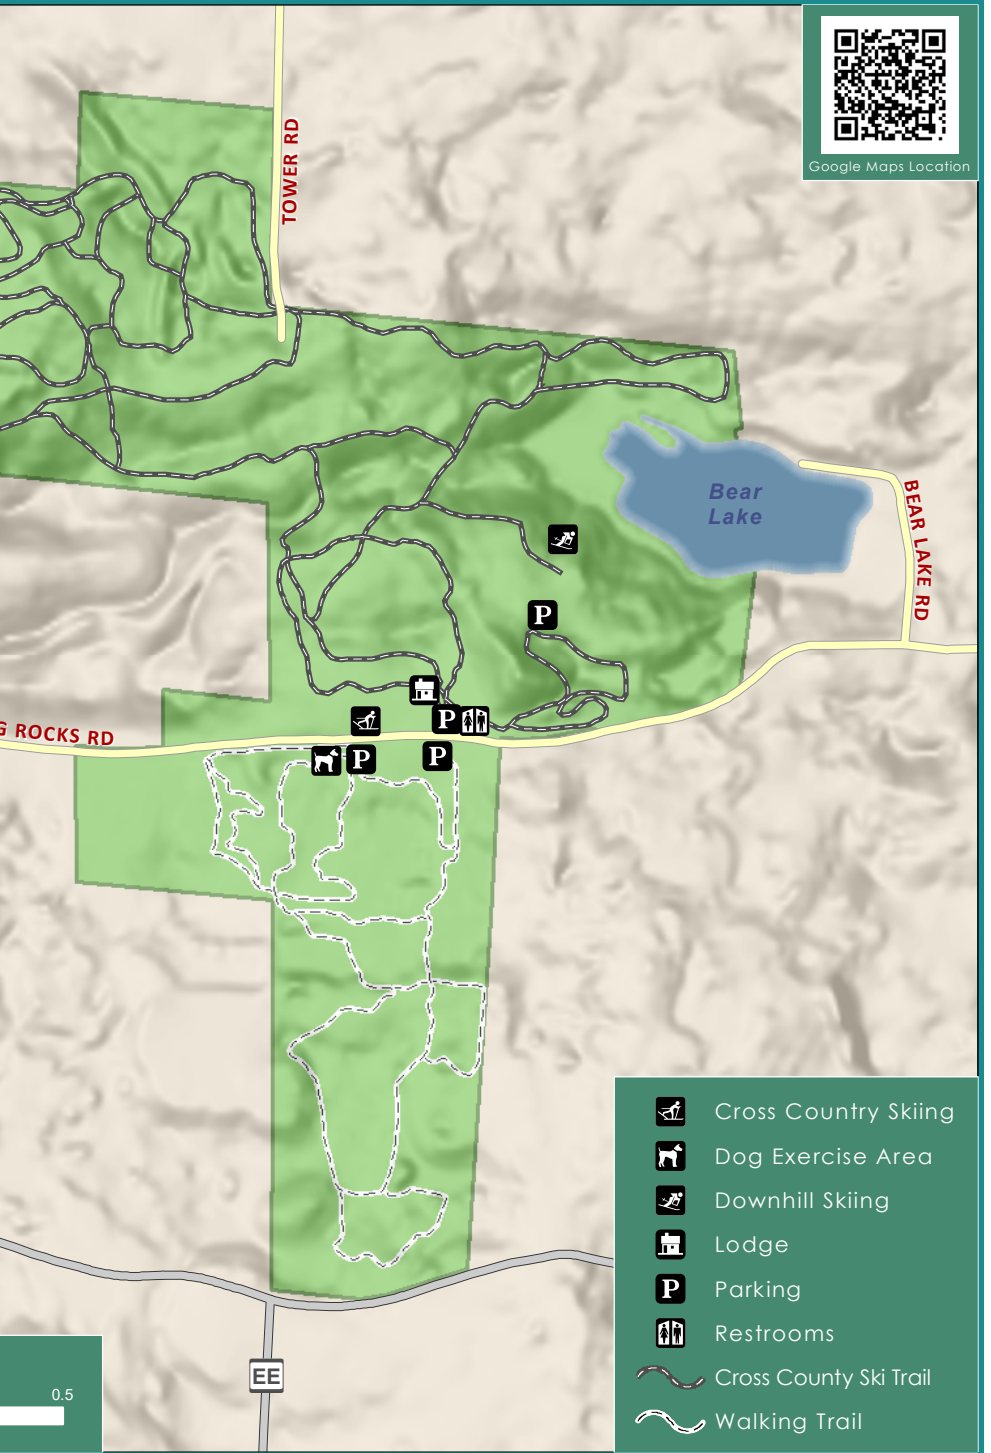 Google Maps Location
TOWER RD
Bear
Lake
BEAR LAKE RD
P
G ROCKS RD
P
P
P
Cross Country Skiing
Dog Exercise Area
Downhill Skiing
Lodge
P Parking
Restrooms
Cross County Ski Trail
Walking Trail
EE
0.5